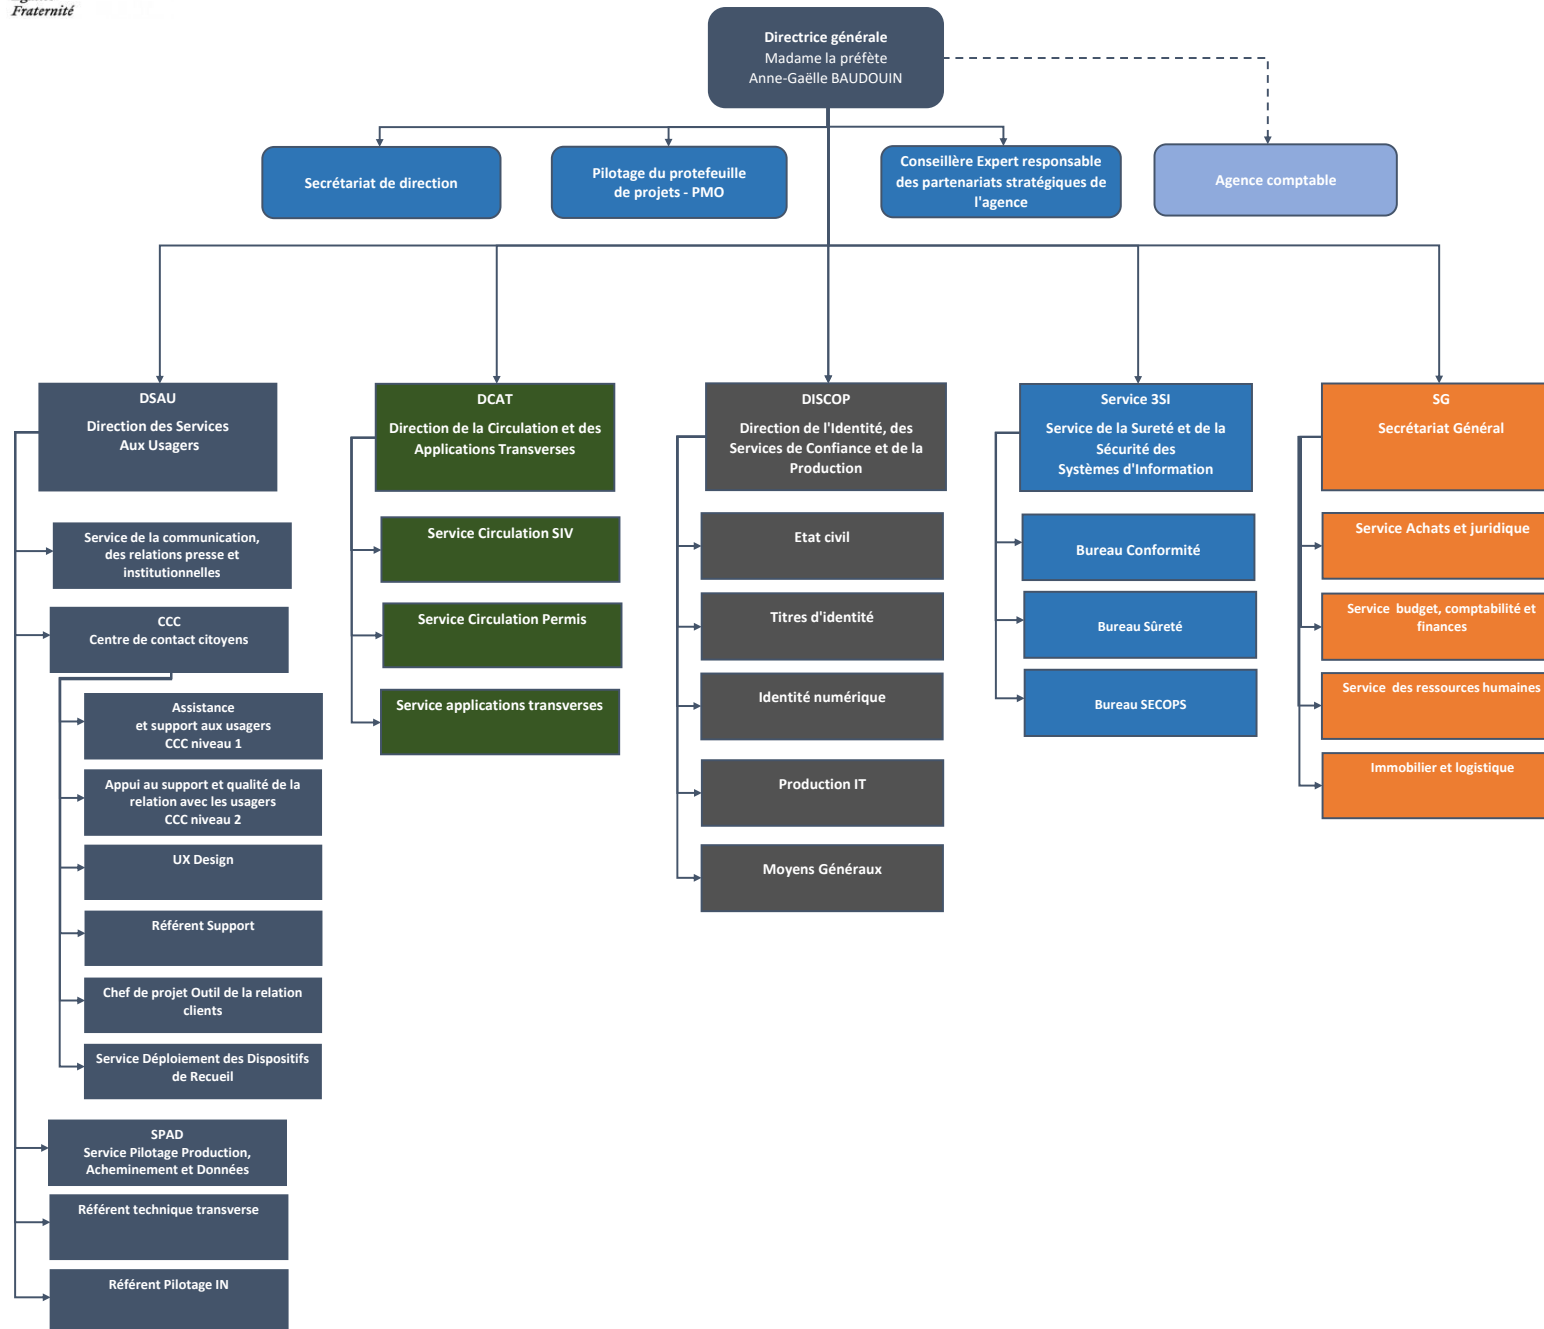 Fraternité
Directrice générale
Madame la préfète
Anne-Gaëlle BAUDOUIN
Secrétariat de direction
Pilotage du protefeuille
de projets - PMO
Conseillère Expert responsable
des partenariats stratégiques de
l'agence
Agence comptable
DSAU
Direction des Services
Aux Usagers
Service de la communication,
des relations presse et
institutionnelles
CCC
Centre de contact citoyens
Assistance
et support aux usagers
CCC niveau 1
Appui au support et qualité de la
relation avec les usagers
CCC niveau 2
UX Design
Référent Support
Chef de projet Outil de la relation
clients
Service Déploiement des Dispositifs
de Recueil
SPAD
Service Pilotage Production,
Acheminement et Données
Référent technique transverse
Référent Pilotage IN
DCAT
Direction de la Circulation et des
Applications Transverses
Service Circulation SIV
Service Circulation Permis
Service applications transverses
DISCOP
Direction de l'Identité, des
Services de Confiance et de la
Production
Etat civil
Titres d'identité
Identité numérique
Production IT
Moyens Généraux
Service 3SI
Service de la Sureté et de la
Sécurité des
Systèmes d'Information
Bureau Conformité
Bureau Sûreté
Bureau SECOPS
SG
Secrétariat Général
Service Achats et juridique
Service budget, comptabilité et
finances
Service des ressources humaines
Immobilier et logistique